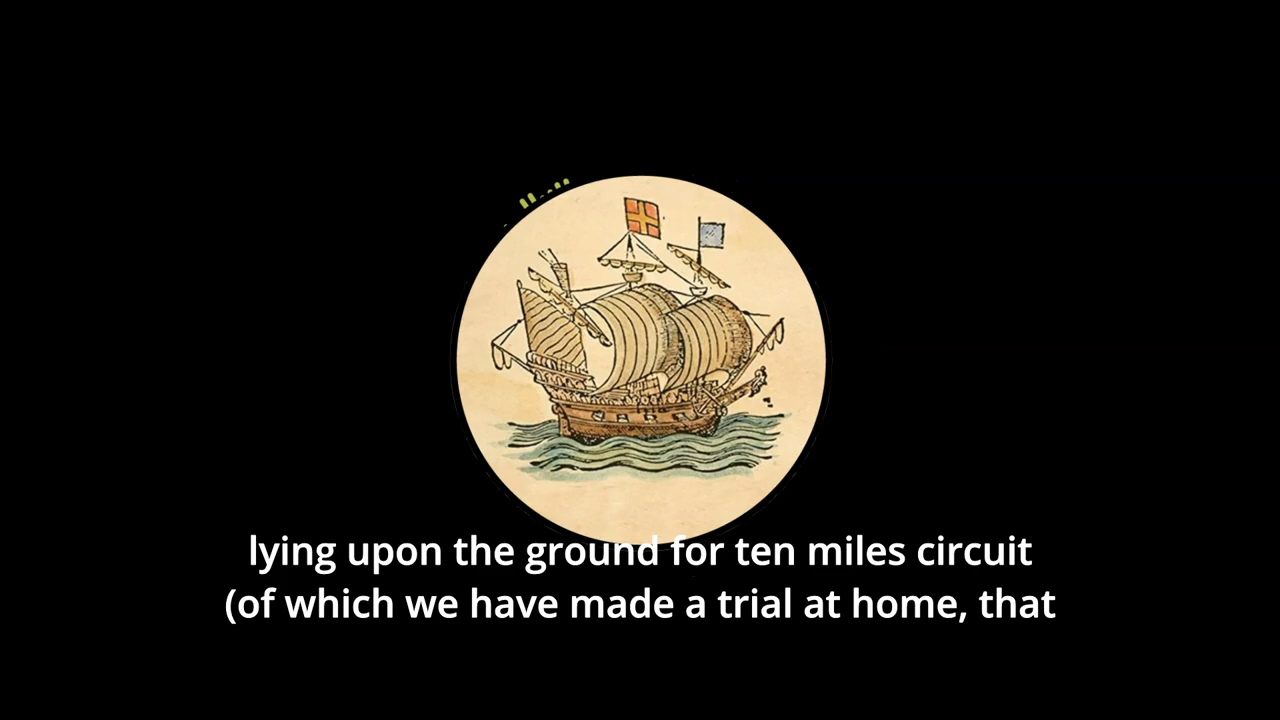 lying upon the ground for ten miles circuit
(of which we have made a trial at home, that